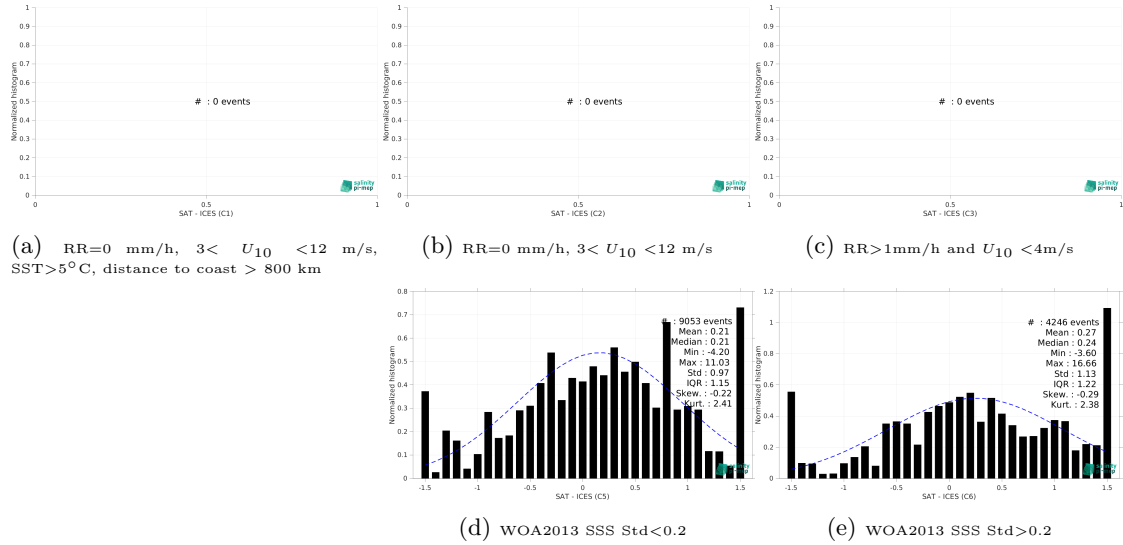 1
0.9
0.8
0.7
0.6
0.5
0.4
0.3
0.2
0.1
0
Normalized histogram
# : 0 events
salinity
pi-mep
0 0.5 1
SAT - ICES (C1)
1
0.9
0.8
0.7
0.6
0.5
0.4
0.3
0.2
0.1
0
Normalized histogram
# : 0 events
salinity
pi-mep
0 0.5 1
SAT - ICES (C2)
1
0.9
0.8
0.7
0.6
0.5
0.4
0.3
0.2
0.1
0
Normalized histogram
# : 0 events
salinity
pi-mep
0 0.5 1
SAT - ICES (C3)
(a) RR=0 mm/h, 3< U10 <12 m/s,
SST>5°C, distance to coast > 800 km
(b) RR=0 mm/h, 3< U10 <12 m/s
(c) RR>1mm/h and U10 <4m/s
0.8
0.7
0.6
0.5
0.4
0.3
0.2
0.1
0
Normalized histogram
# : 9053 events
Mean : 0.21
Median : 0.21
Min : -4.20
Max : 11.03
Std : 0.97
IQR : 1.15
Skew. : -0.22
Kurt. : 2.41
salinity
pi-mep
-1.5 -1 -0.5 0 0.5 1 1.5
SAT - ICES (C5)
1.2
1
0.8
0.6
0.4
0.2
0
Normalized histogram
# : 4246 events
Mean : 0.27
Median : 0.24
Min : -3.60
Max : 16.66
Std : 1.13
IQR : 1.22
Skew. : -0.29
Kurt. : 2.38
salinity
pi-mep
-1.5 -1 -0.5 0 0.5 1 1.5
SAT - ICES (C6)
(d) WOA2013 SSS Std<0.2
(e) WOA2013 SSS Std>0.2